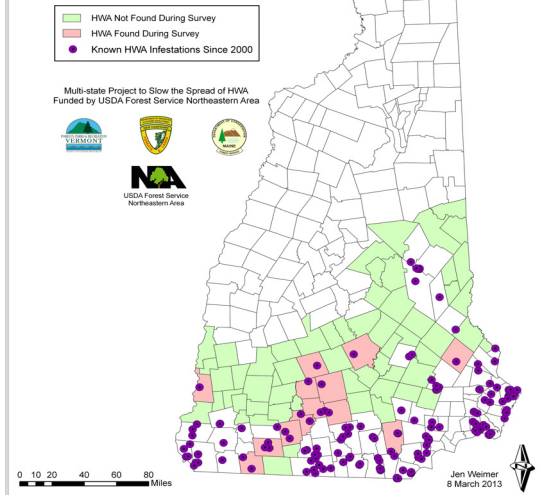 HWA Not Found During Survey
HWA Found During Survey
Known HWA Infestations Since 2000
Multi-state Project to Slow the Spread of HWA
Funded by USDA Forest Service Northeastern Area
VERMONT
MAINE
NA
USDA Forest Service
Northeastern Area
0 10 20 40 60 80
Miles
Jen Weimer
8 March 2013